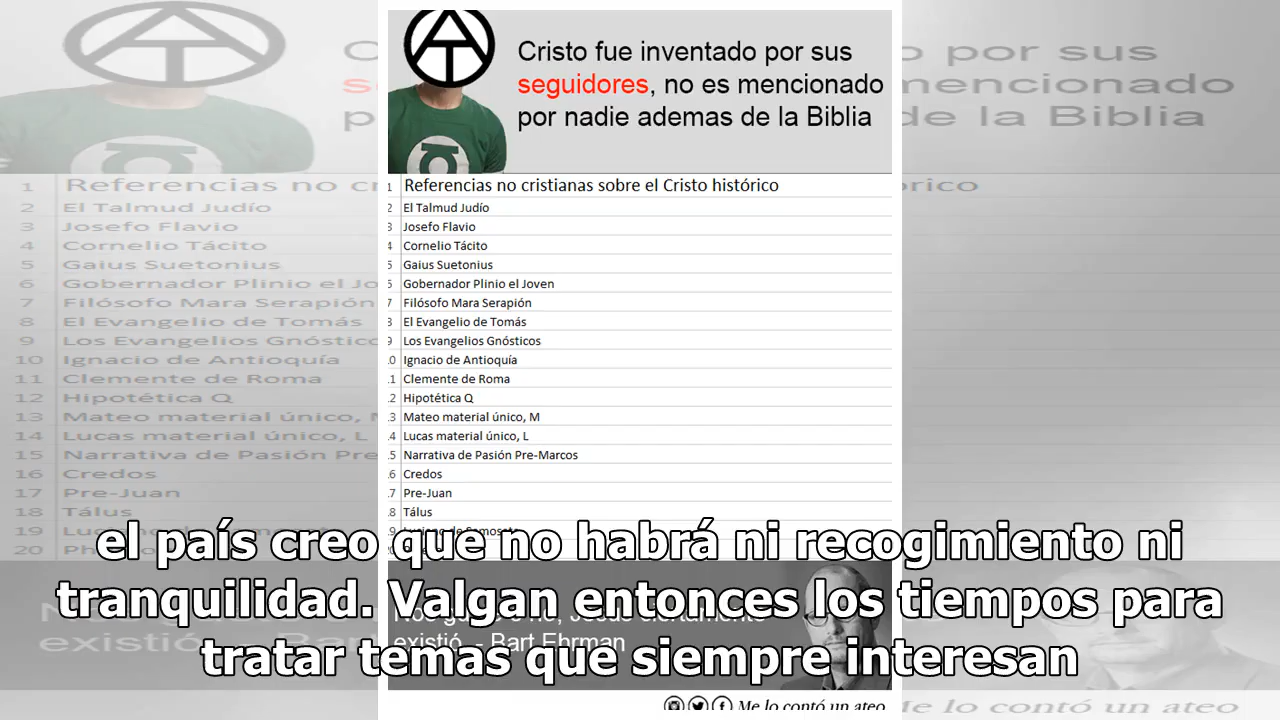 Cristo fue inventado por sus
seguidores, no es mencionado
por nadie ademas de la Biblia
1 Referencias no cristianas sobre el Cristo histórico
2 El Talmud Judío
3 Josefo Flavio
4 Cornelio Tácito
5 Gaius Suetonius
6 Gobernador Plinio el Joven
7 Filósofo Mara Serapión
8 El Evangelio de Tomás
9 Los Evangelios Gnósticos
10 Ignacio de Antioquía
11 Clemente de Roma
12 Hipotética Q
13 Mateo material único, M
14 Lucas material único, L
15 Narrativa de Pasión Pre-Marcos
16 Credos
17 Pre-Juan
18 Tálus
19 Luciano de Samosata
20
el país creo que no habrá ni recogimiento ni
tranquilidad. Valgan entonces los tiempos para
existió - Bart Ehrman
tratar temas que siempre interesan
Me lo contó un ateo